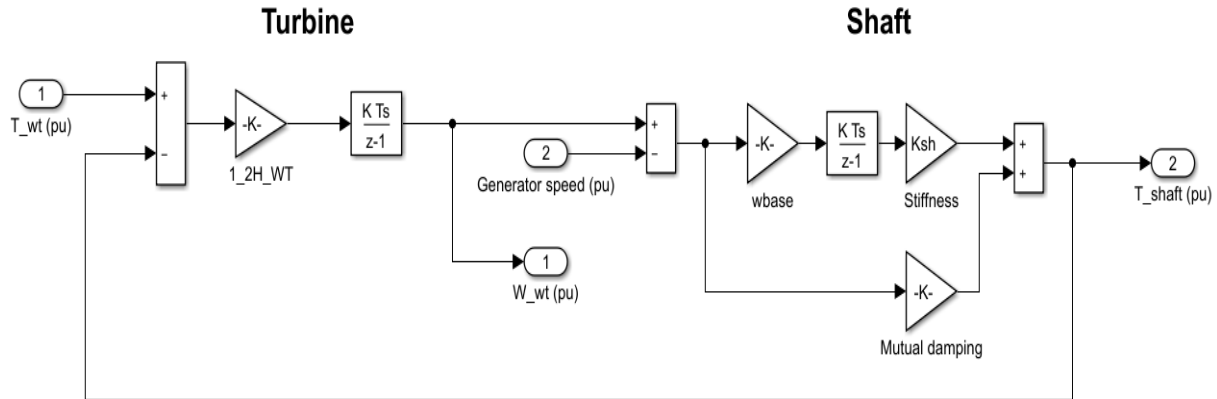 Turbine
Shaft
1
T_wt (pu)
+
−
-K-
1_2H_WT
K Ts
z-1
2
Generator speed (pu)
+
−
1
W_wt (pu)
-K-
wbase
K Ts
z-1
Ksh
Stiffness
-K-
Mutual damping
+
+
2
T_shaft (pu)